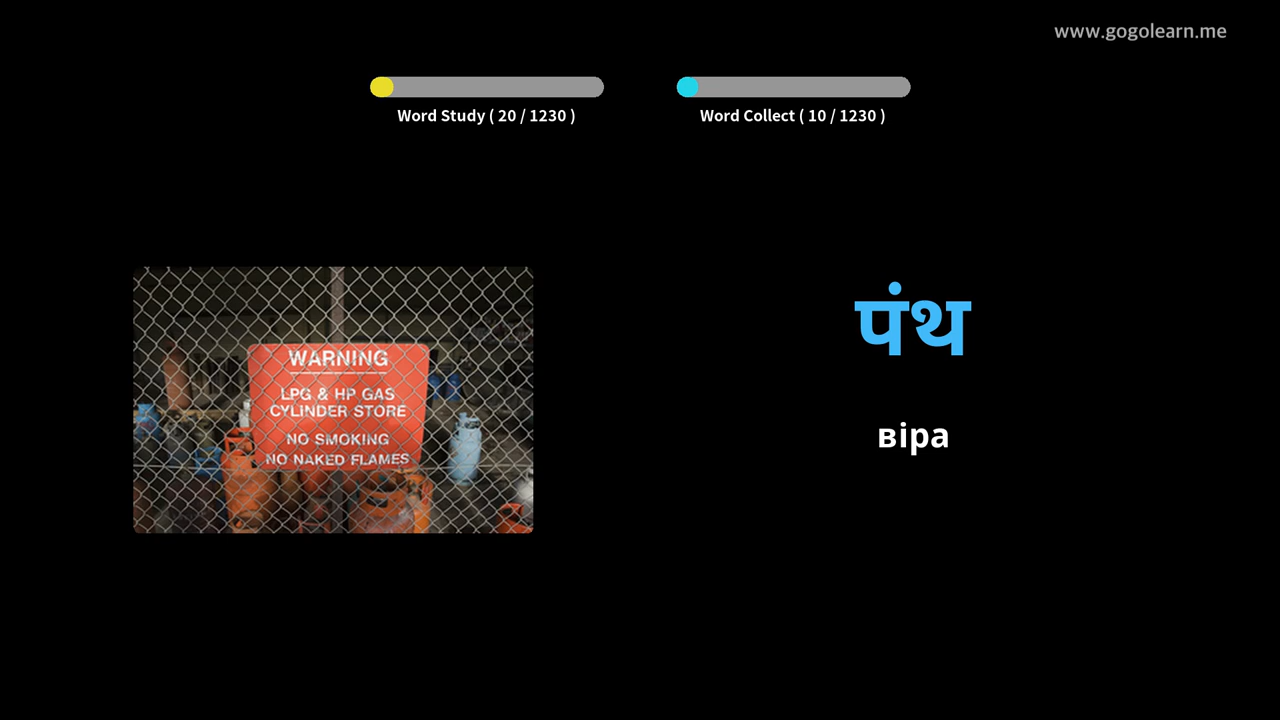 www.gogolearn.me
Word Study ( 20 / 1230 )
Word Collect ( 10 / 1230 )
WARNING
LPG & HP GAS
CYLINDER STORE
NO SMOKING
NO NAKED FLAMES
पंथ
віра